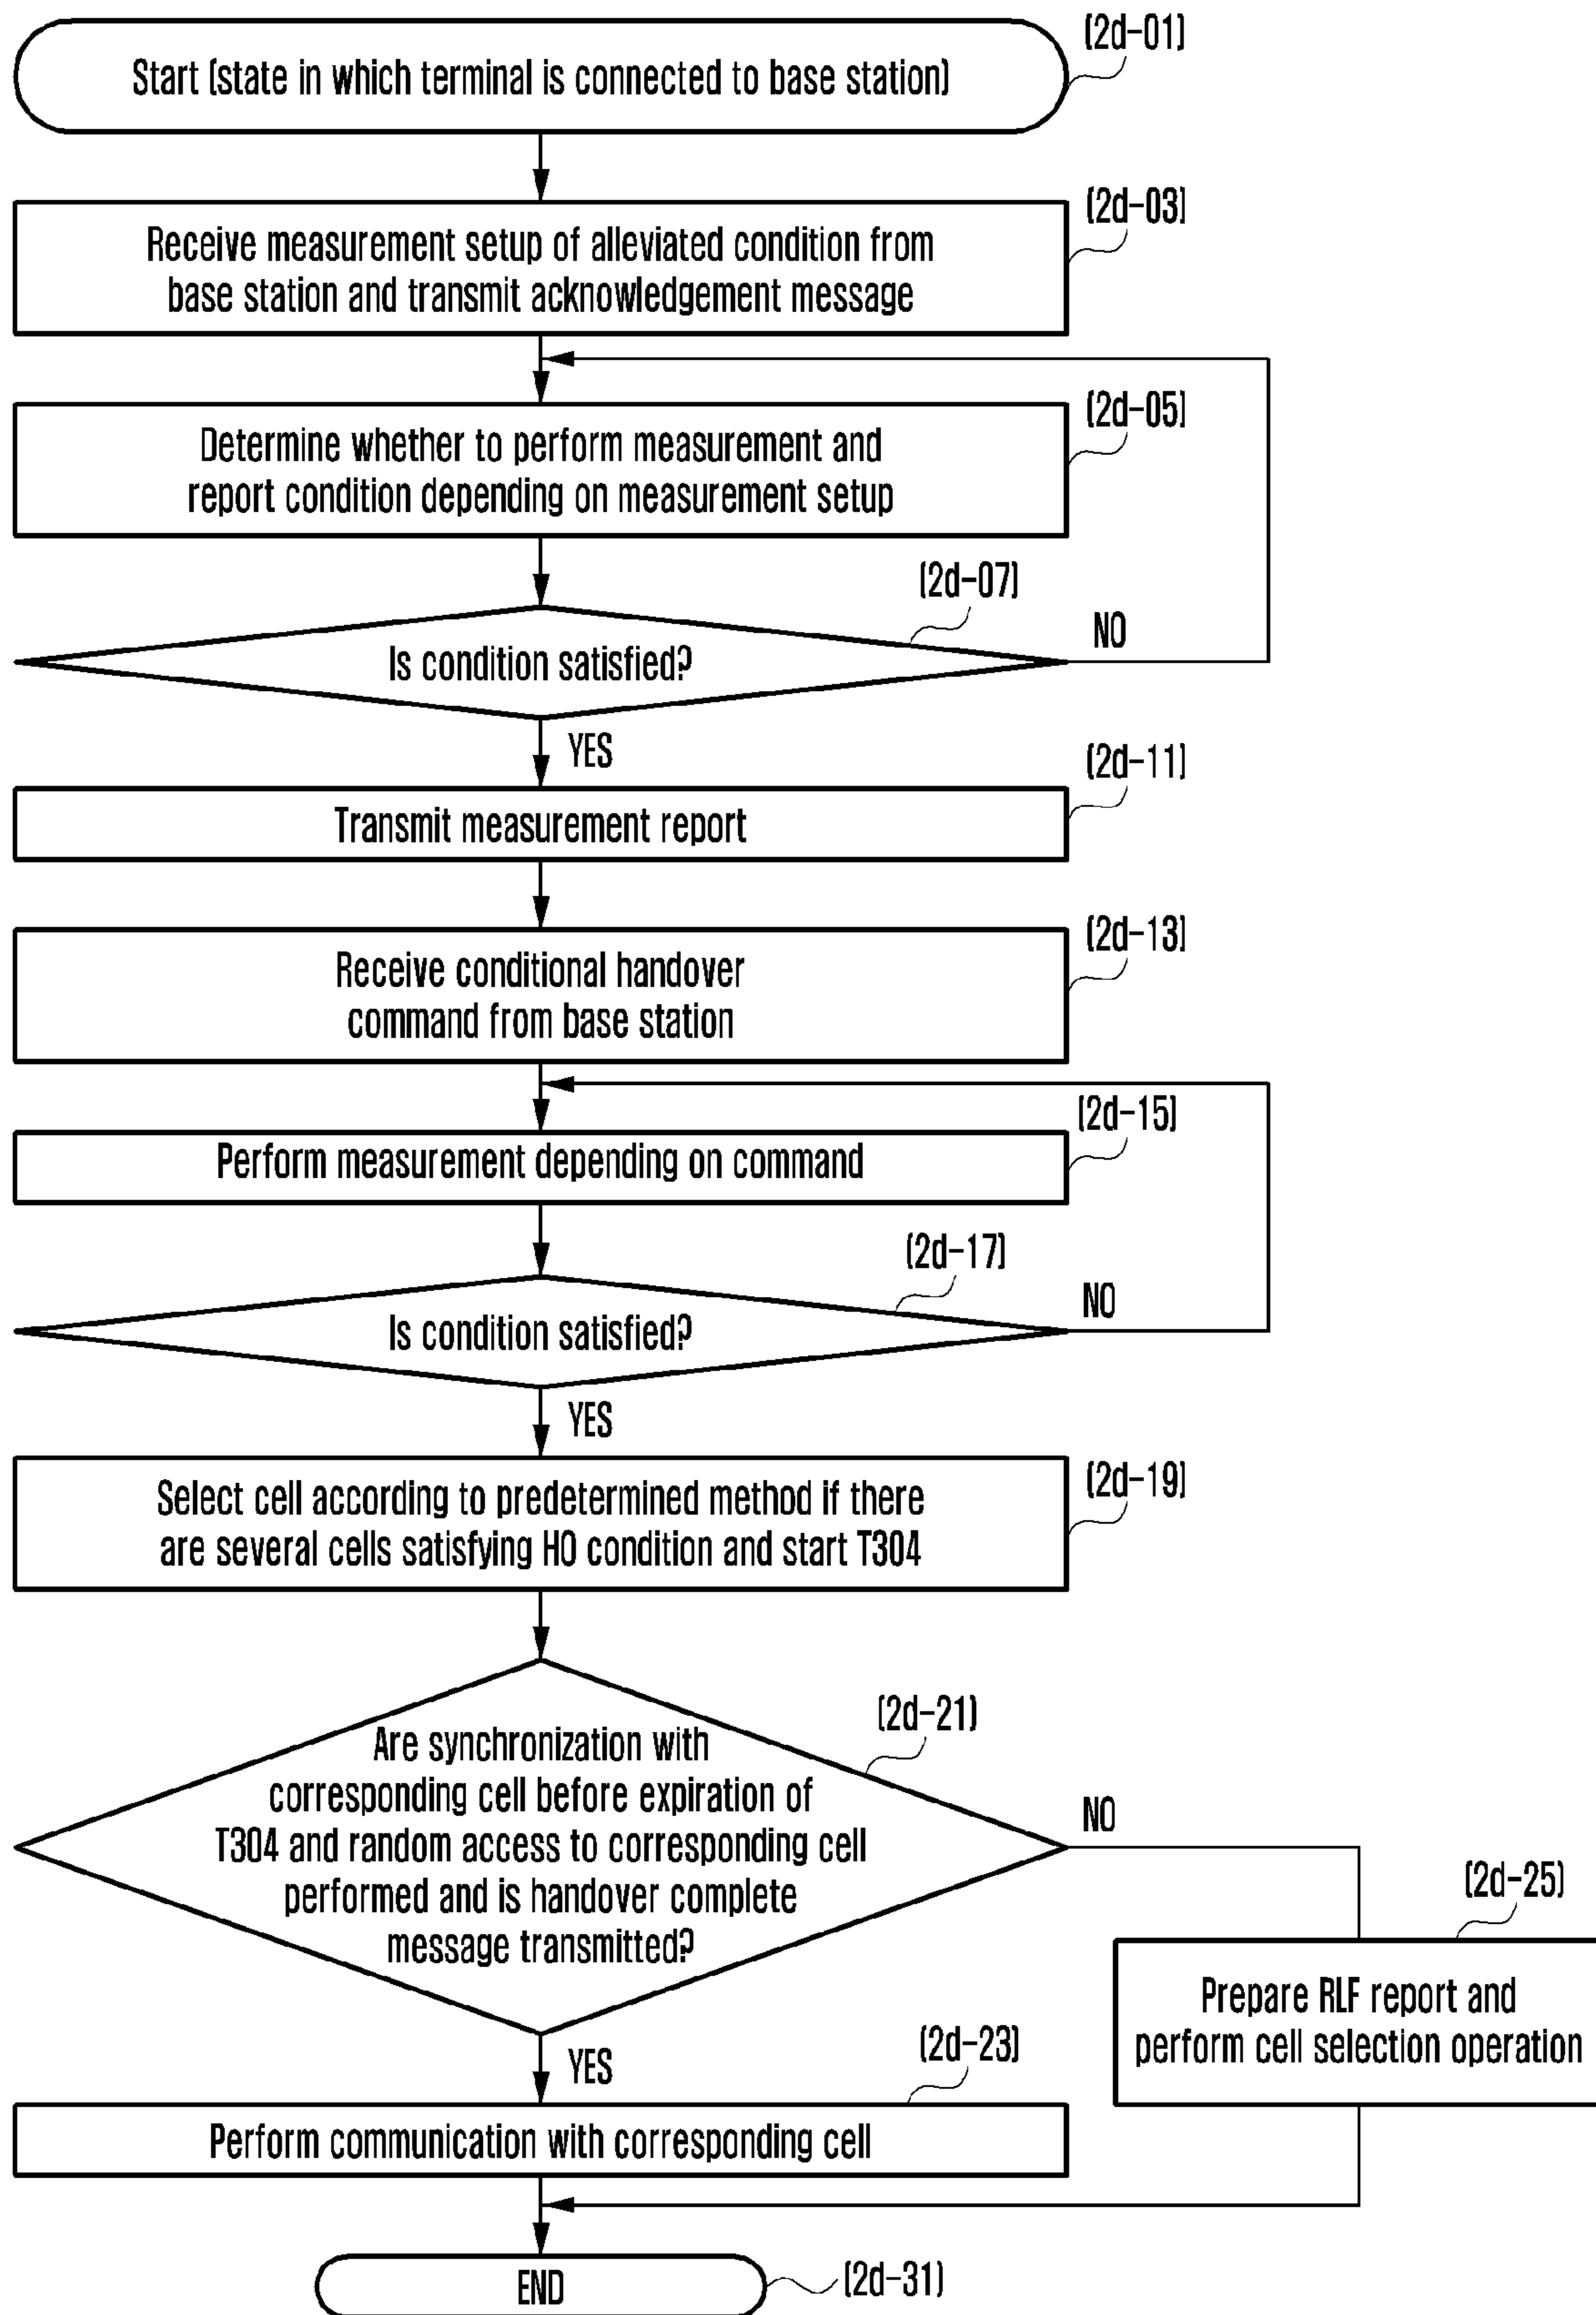 (2d-01)
Start (state in which terminal is connected to base station)
(2d-03)
Receive measurement setup of alleviated condition from
base station and transmit acknowledgement message
(2d-05)
Determine whether to perform measurement and
report condition depending on measurement setup
(2d-07)
NO
Is condition satisfied?
YES
(2d-11)
Transmit measurement report
(2d-13)
Receive conditional handover
command from base station
(2d-15)
Perform measurement depending on command
(2d-17)
NO
Is condition satisfied?
YES
(2d-19)
Select cell according to predetermined method if there
are several cells satisfying HO condition and start T304
(2d-21)
Are synchronization with
corresponding cell before expiration of
T304 and random access to corresponding cell
performed and is handover complete
message transmitted?
NO
(2d-25)
Prepare RLF report and
perform cell selection operation
YES
(2d-23)
Perform communication with corresponding cell
END
(2d-31)